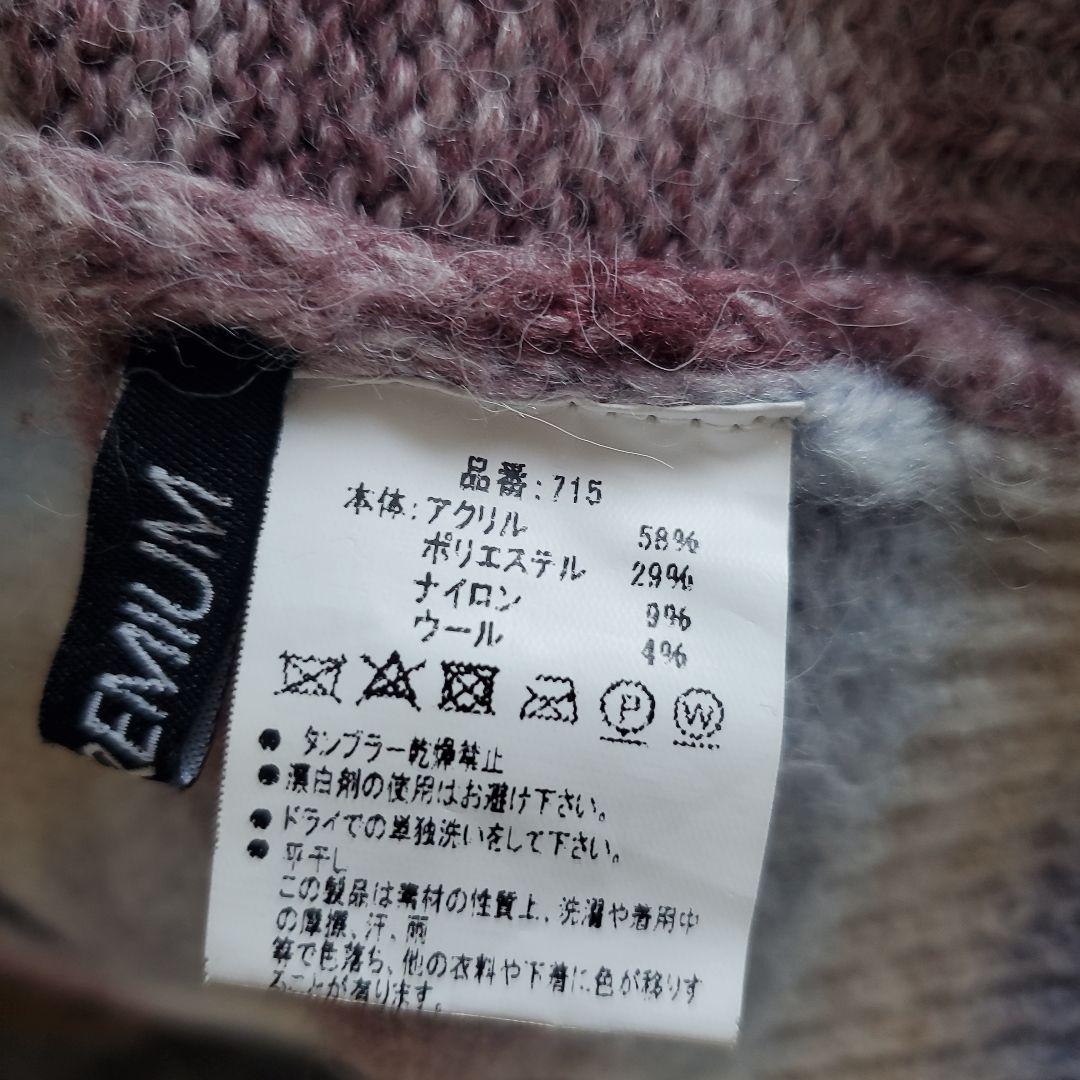 品番:715
本体:アクリル 58%
ポリエステル 29%
ナイロン 9%
ウール 4%
P W
● タンブラー乾燥禁止
● 漂白剤の使用はお避け下さい。
● ドライでの単独洗いをして下さい。
● 平干し
この製品は素材の性質上、洗濯や着用中
の摩擦、汗、雨
等で色落ち、他の衣料や下着に色が移りす
ることが有ります。
REMIUM